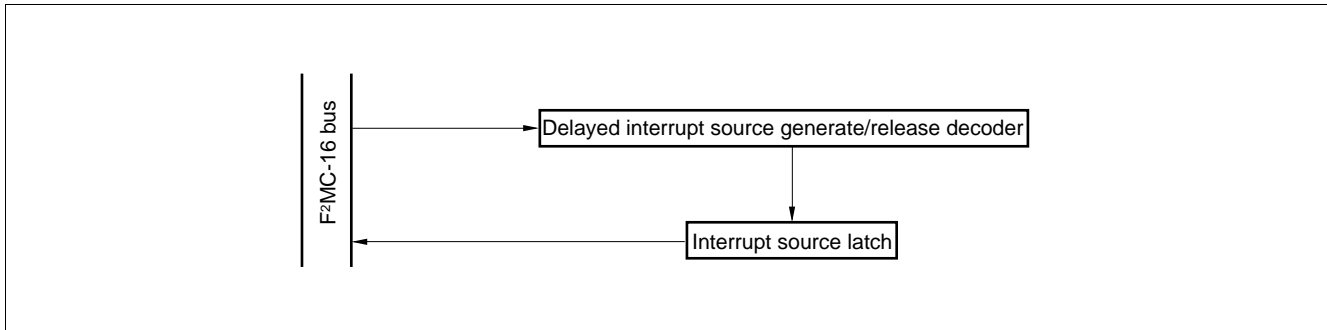 F²MC-16 bus
Delayed interrupt source generate/release decoder
Interrupt source latch